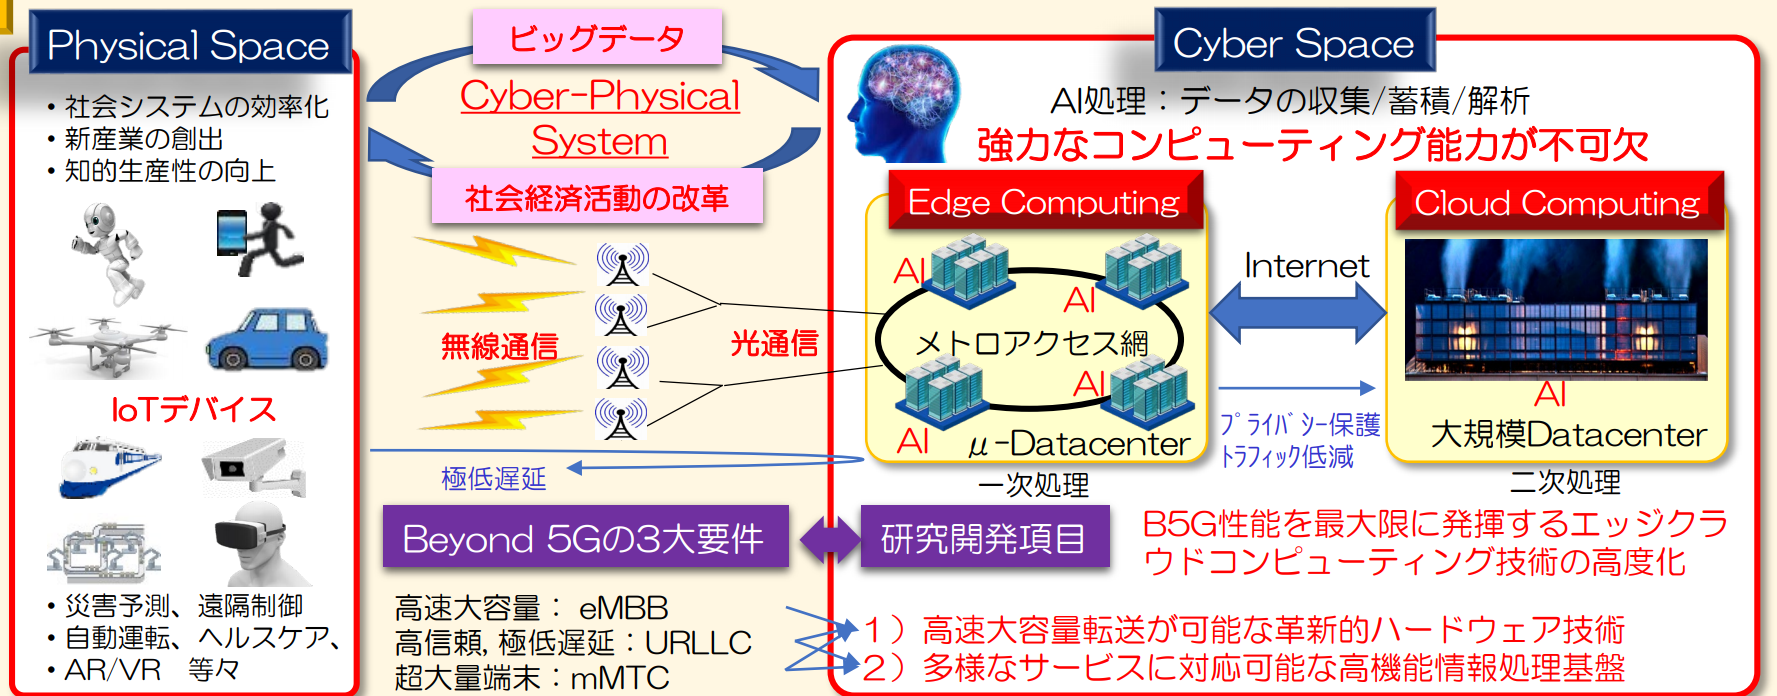 Physical Space
・社会システムの効率化
・新産業の創出
・知的生産性の向上
IoTデバイス
・災害予測、遠隔制御
・自動運転、ヘルスケア、
・AR/VR　等々
ビッグデータ
Cyber-Physical
System
社会経済活動の改革
無線通信
光通信
極低遅延
Cyber Space
AI処理：データの収集/蓄積/解析
強力なコンピューティング能力が不可欠
Edge Computing
AI
AI
メトロアクセス網
AI
AI
μ-Datacenter
一次処理
Internet
ﾌﾟﾗｲﾊﾞｼｰ保護
ﾄﾗﾌｨｯｸ低減
Cloud Computing
AI
大規模Datacenter
二次処理
Beyond 5Gの3大要件
研究開発項目
B5G性能を最大限に発揮するエッジクラ
ウドコンピューティング技術の高度化
高速大容量： eMBB
高信頼, 極低遅延：URLLC
超大量端末：mMTC
1）高速大容量転送が可能な革新的ハードウェア技術
2）多様なサービスに対応可能な高機能情報処理基盤